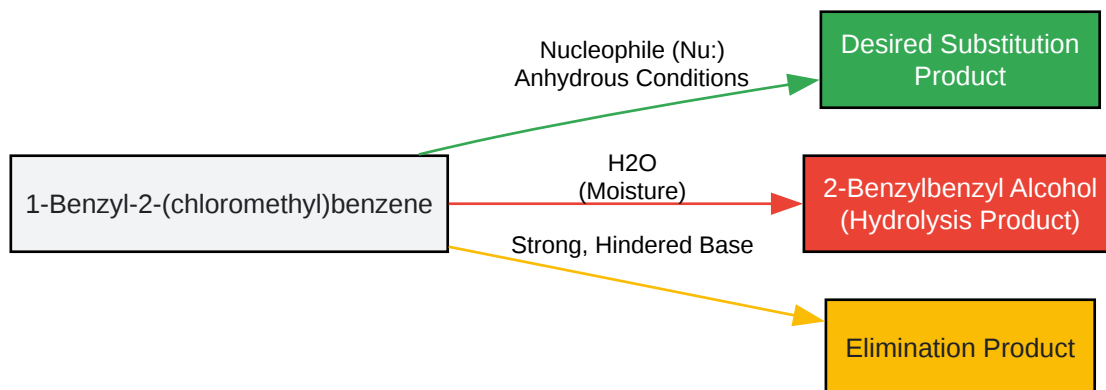 Nucleophile (Nu:)
Anhydrous Conditions
Desired Substitution
Product
1-Benzyl-2-(chloromethyl)benzene
H2O
(Moisture)
2-Benzylbenzyl Alcohol
(Hydrolysis Product)
Strong, Hindered Base
Elimination Product